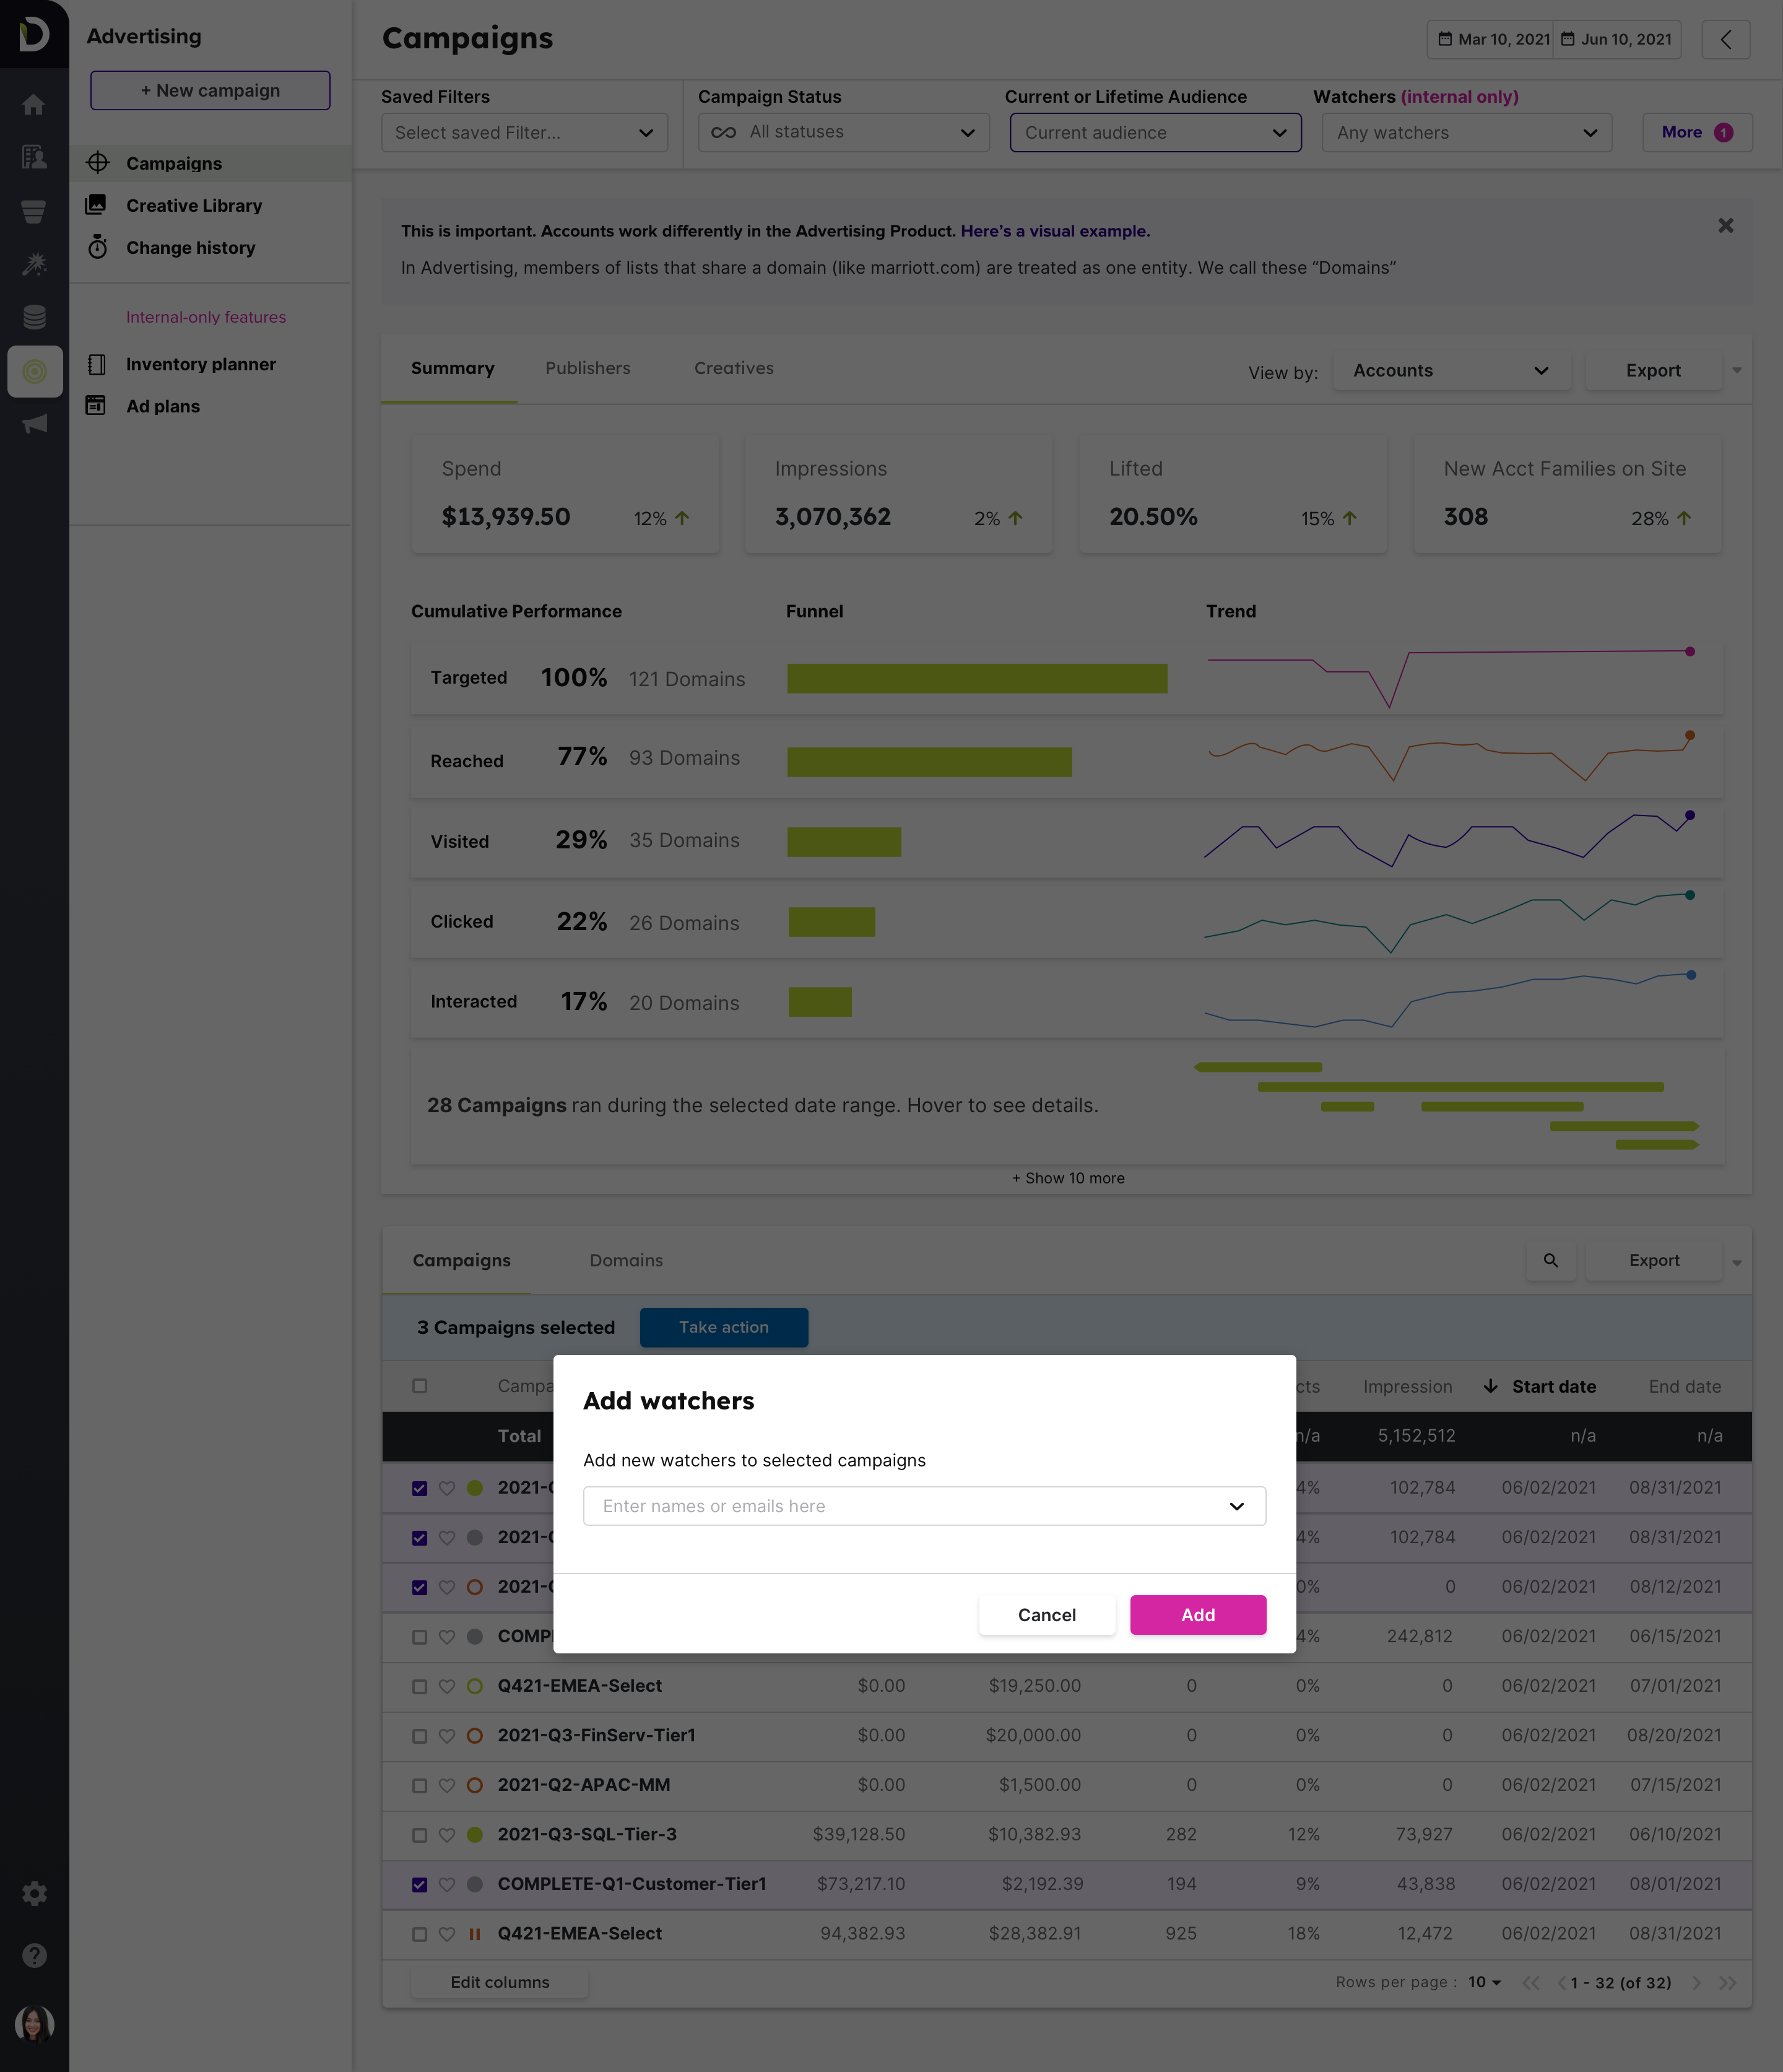 Advertising
+ New campaign
Campaigns
Creative Library
Change history
Internal-only features
Inventory planner
Ad plans
Campaigns
Mar 10, 2021
Jun 10, 2021
Saved Filters
Campaign Status
Current or Lifetime Audience
Watchers (internal only)
Select saved Filter...
All statuses
Current audience
Any watchers
More 1
This is important. Accounts work differently in the Advertising Product. Here's a visual example.
In Advertising, members of lists that share a domain (like marriott.com) are treated as one entity. We call these “Domains”
Summary
Publishers
Creatives
View by:
Accounts
Export
Spend
$13,939.50
12%
Impressions
3,070,362
2%
Lifted
20.50%
15%
New Acct Families on Site
308
28%
Cumulative Performance
Funnel
Trend
Targeted 100% 121 Domains
Reached 77% 93 Domains
Visited 29% 35 Domains
Clicked 22% 26 Domains
Interacted 17% 20 Domains
28 Campaigns ran during the selected date range. Hover to see details.
+ Show 10 more
Campaigns
Domains
Export
3 Campaigns selected
Take action
Campa cts Impression Start date End date
Total n/a 5,152,512 n/a n/a
2021- 4% 102,784 06/02/2021 08/31/2021
2021- 4% 102,784 06/02/2021 08/31/2021
2021- 0% 0 06/02/2021 08/12/2021
COMP 4% 242,812 06/02/2021 06/15/2021
Add watchers
Add new watchers to selected campaigns
Enter names or emails here
Cancel
Add
Q421-EMEA-Select $0.00 $19,250.00 0 0% 0 06/02/2021 07/01/2021
2021-Q3-FinServ-Tier1 $0.00 $20,000.00 0 0% 0 06/02/2021 08/20/2021
2021-Q2-APAC-MM $0.00 $1,500.00 0 0% 0 06/02/2021 07/15/2021
2021-Q3-SQL-Tier-3 $39,128.50 $10,382.93 282 12% 73,927 06/02/2021 06/10/2021
COMPLETE-Q1-Customer-Tier1 $73,217.10 $2,192.39 194 9% 43,838 06/02/2021 08/01/2021
Q421-EMEA-Select 94,382.93 $28,382.91 925 18% 12,472 06/02/2021 08/31/2021
Edit columns
Rows per page : 10
1 - 32 (of 32)